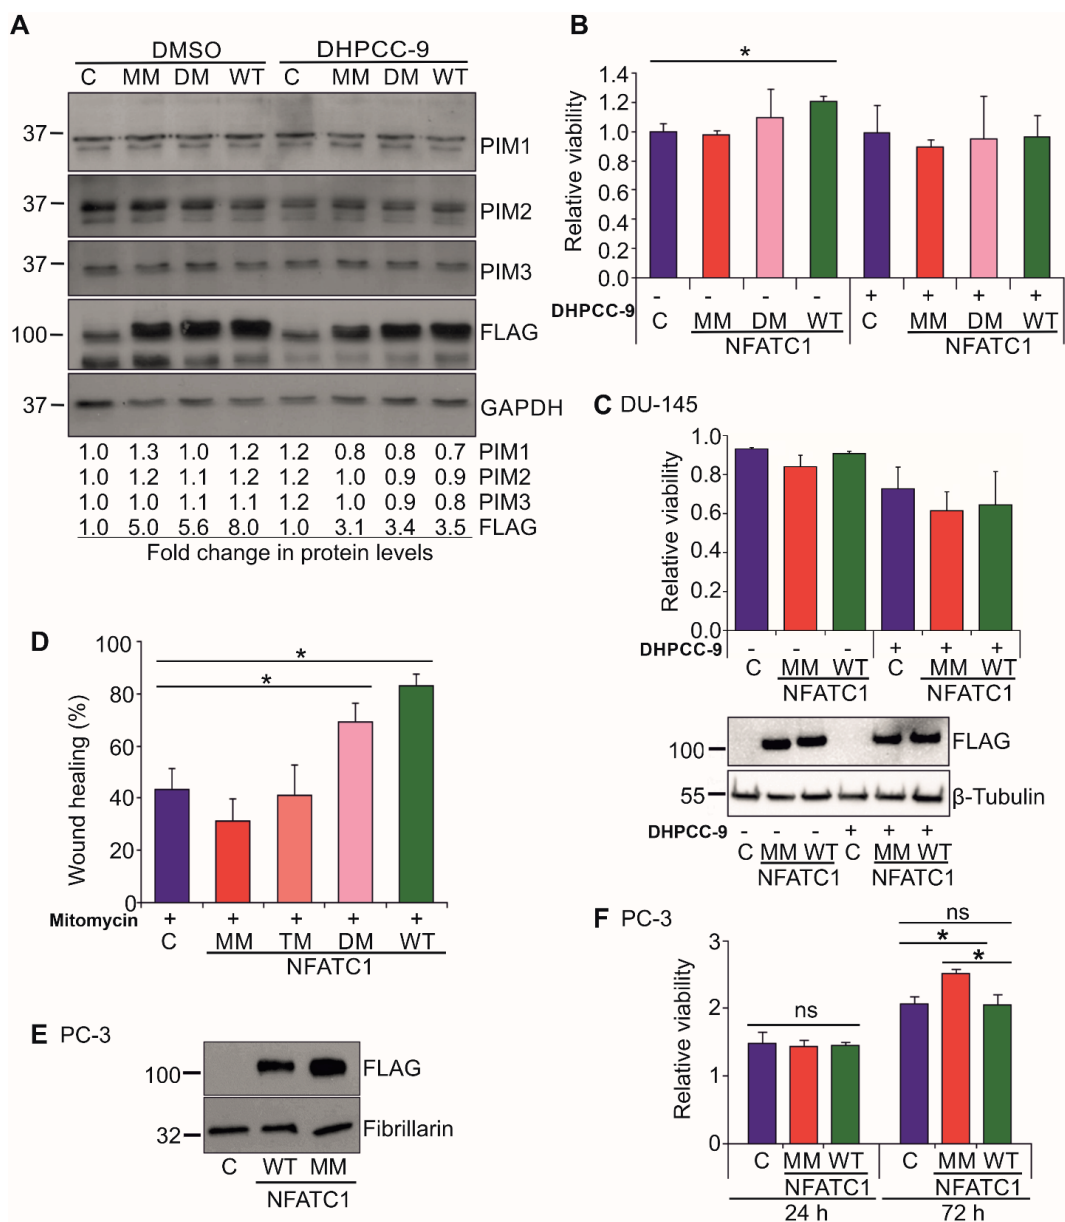 A
DMSO DHPCC-9
C MM DM WT C MM DM WT
37 PIM1
37 PIM2
37 PIM3
100 FLAG
37 GAPDH
1.0 1.3 1.0 1.2 1.2 0.8 0.8 0.7 PIM1
1.0 1.2 1.1 1.2 1.2 1.0 0.9 0.9 PIM2
1.0 1.0 1.1 1.1 1.2 1.0 0.9 0.8 PIM3
1.0 5.0 5.6 8.0 1.0 3.1 3.4 3.5 FLAG
Fold change in protein levels
B
*
Relative viability
1.4
1.2
1.0
0.8
0.6
0.4
0.2
0.0
DHPCC-9 - - - - + + + +
C MM DM WT C MM DM WT
NFATC1 NFATC1
C DU-145
Relative viability
1.0
0.8
0.6
0.4
0.2
0.0
DHPCC-9 - - - + + +
C MM WT C MM WT
NFATC1 NFATC1
100 FLAG
55 β-Tubulin
DHPCC-9 - - - + + +
C MM WT C MM WT
NFATC1 NFATC1
D
*
*
Wound healing (%)
100
80
60
40
20
0
Mitomycin + + + + +
C MM TM DM WT
NFATC1
E PC-3
100 FLAG
32 Fibrillarin
C WT MM
NFATC1
F PC-3
ns
*
*
ns
Relative viability
3
2
1
0
C MM WT C MM WT
NFATC1 NFATC1
24 h 72 h